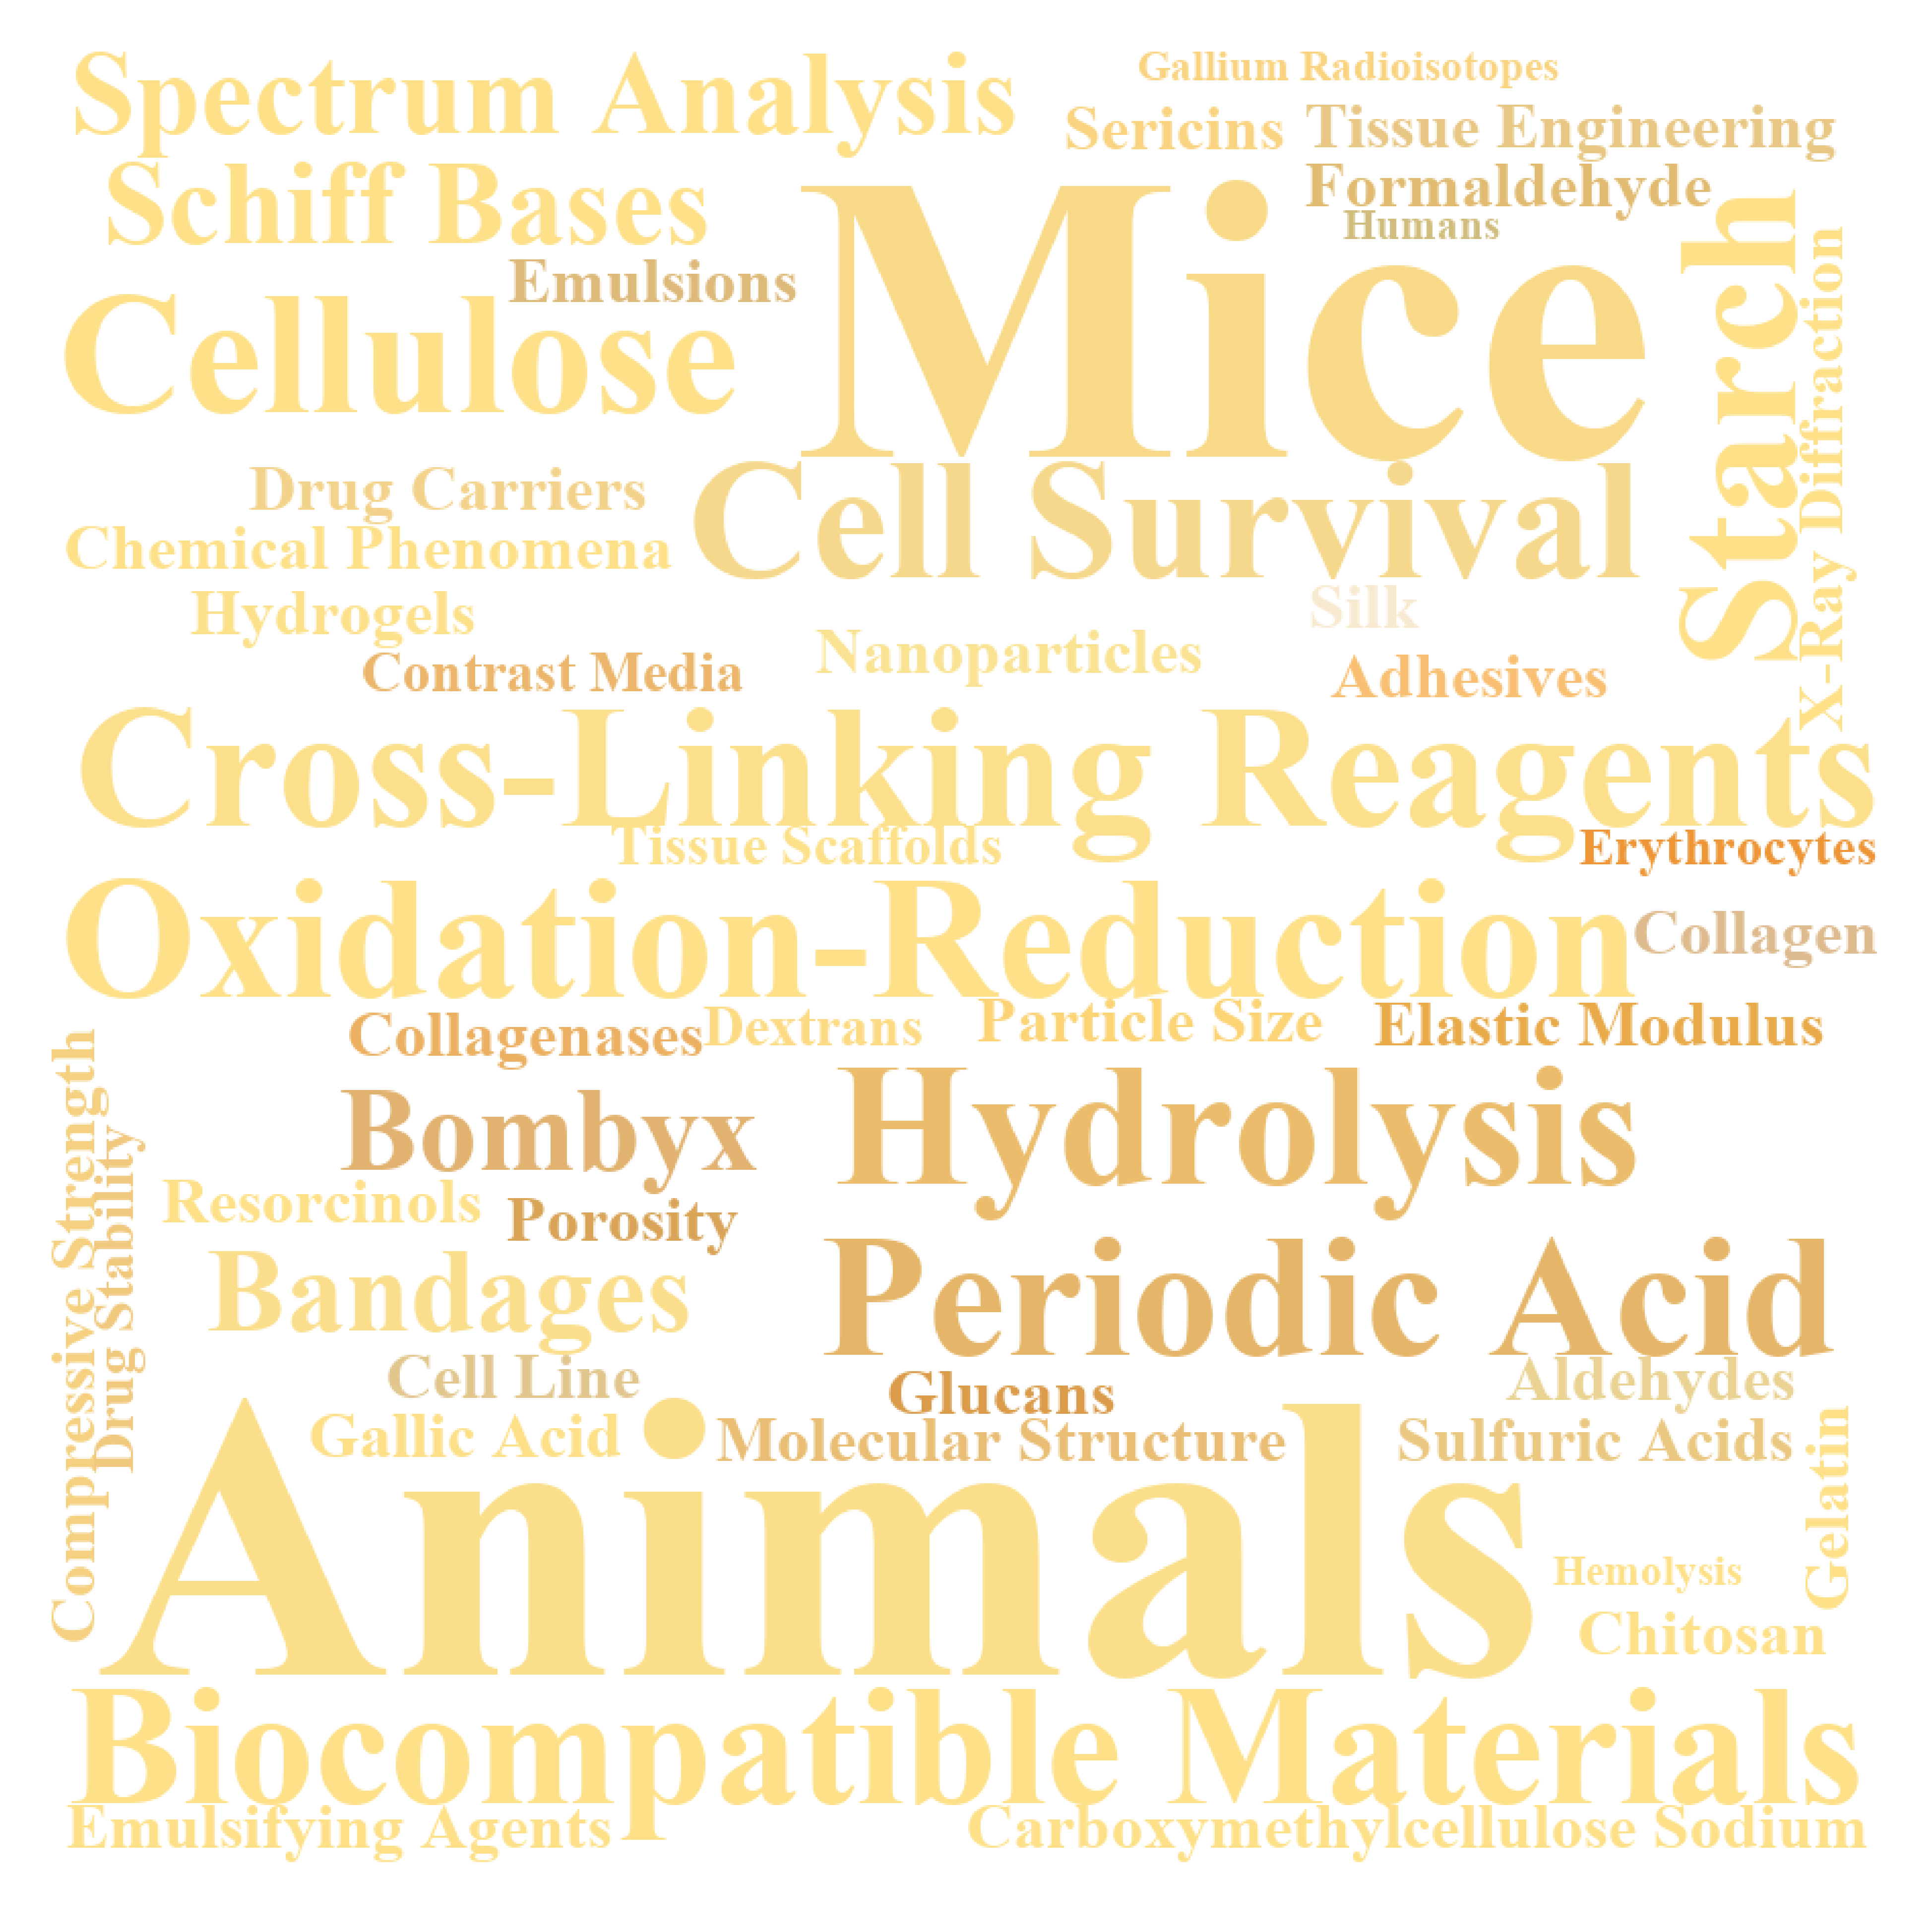 Spectrum Analysis
Gallium Radioisotopes
Sericins
Tissue Engineering
Schiff Bases
Formaldehyde
Humans
Mice
Starch
X-Ray Diffraction
Emulsions
Cellulose
Drug Carriers
Cell Survival
Chemical Phenomena
Silk
Hydrogels
Nanoparticles
Contrast Media
Adhesives
Cross-Linking Reagents
Tissue Scaffolds
Erythrocytes
Oxidation-Reduction
Collagen
Collagenases
Dextrans
Particle Size
Elastic Modulus
Compressive Strength
Drug Stability
Bombyx
Hydrolysis
Resorcinols
Porosity
Bandages
Periodic Acid
Cell Line
Glucans
Aldehydes
Gallic Acid
Molecular Structure
Sulfuric Acids
Gelatin
Animals
Hemolysis
Chitosan
Biocompatible Materials
Emulsifying Agents
Carboxymethylcellulose Sodium